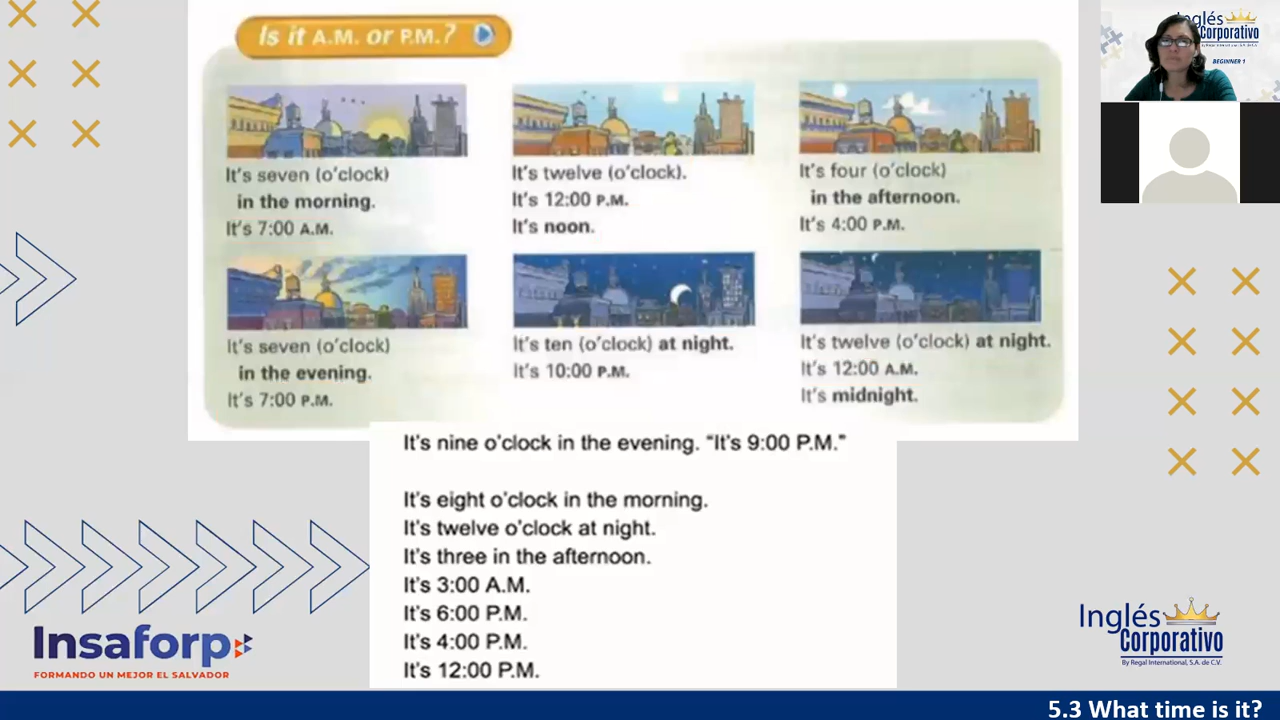 Is it A.M. or P.M.?
It's seven (o'clock)
in the morning.
It's 7:00 A.M.
It's twelve (o'clock).
It's 12:00 P.M.
It's noon.
It's four (o'clock)
in the afternoon.
It's 4:00 P.M.
It's seven (o'clock)
in the evening.
It's 7:00 P.M.
It's ten (o'clock) at night.
It's 10:00 P.M.
It's twelve (o'clock) at night.
It's 12:00 A.M.
It's midnight.
It's nine o'clock in the evening. “It's 9:00 P.M.”
It's eight o'clock in the morning.
It's twelve o'clock at night.
It's three in the afternoon.
It's 3:00 A.M.
It's 6:00 P.M.
It's 4:00 P.M.
It's 12:00 P.M.
Inglés
Corporativo
BEGINNER 1
Insaforp
FORMANDO UN MEJOR EL SALVADOR
Inglés
Corporativo
By Regal International, S.A. de C.V.
5.3 What time is it?